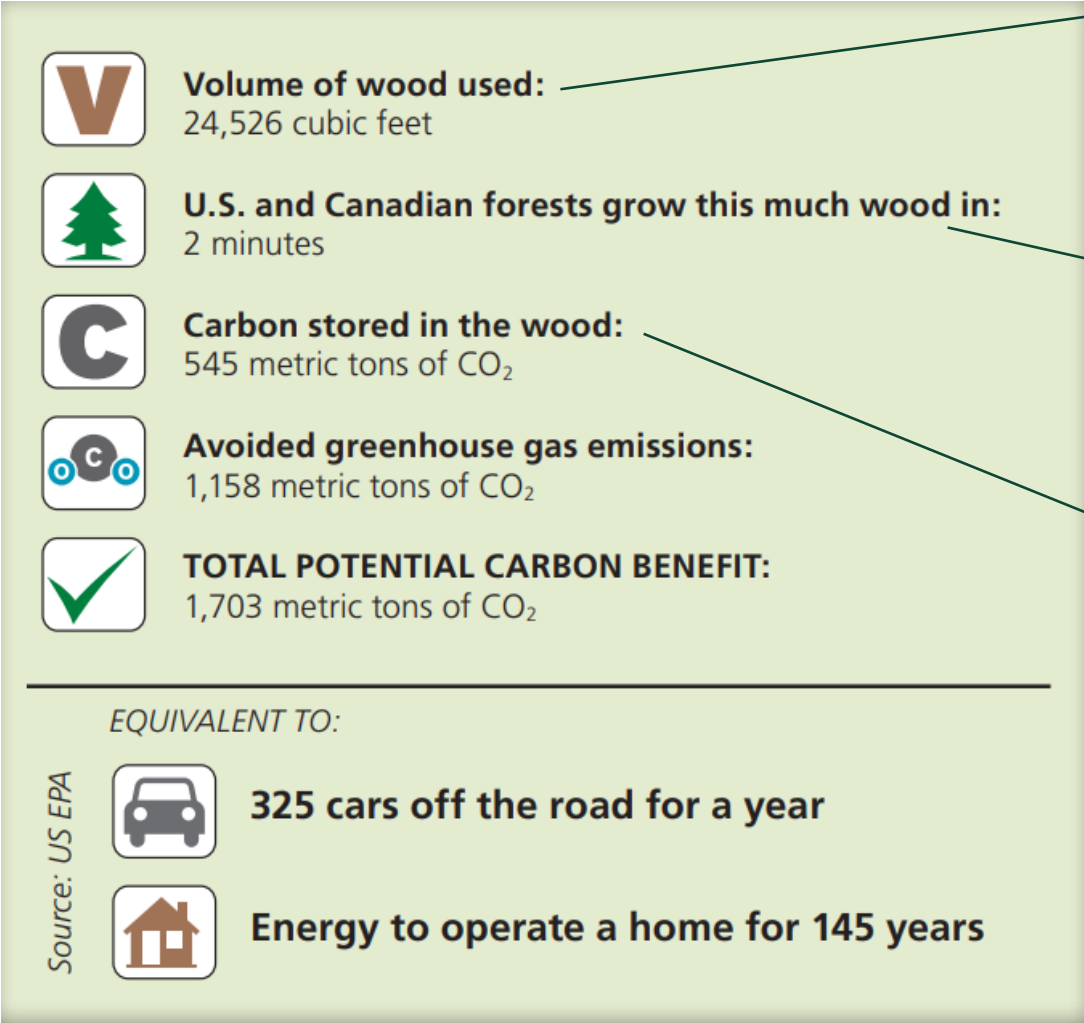 V
Volume of wood used:
24,526 cubic feet
U.S. and Canadian forests grow this much wood in:
2 minutes
C
Carbon stored in the wood:
545 metric tons of CO₂
O C O
Avoided greenhouse gas emissions:
1,158 metric tons of CO₂
TOTAL POTENTIAL CARBON BENEFIT:
1,703 metric tons of CO₂
EQUIVALENT TO:
Source: US EPA
325 cars off the road for a year
Energy to operate a home for 145 years